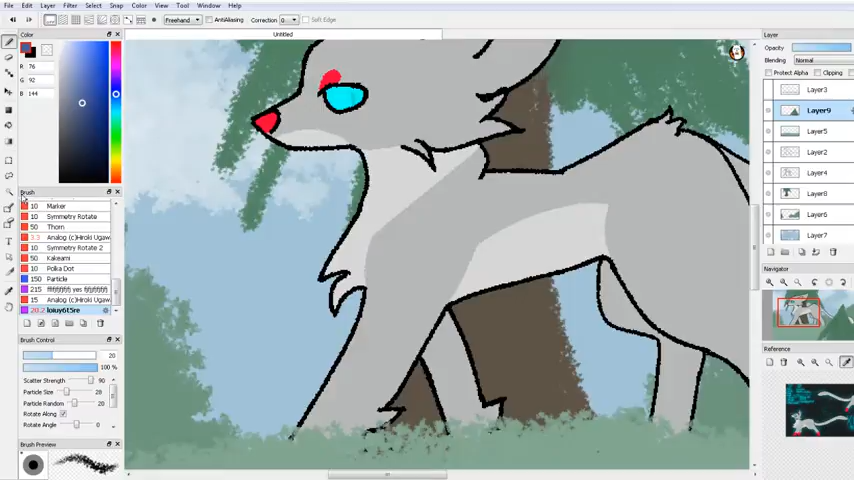 File Edit Layer Filter Select Snap Color View Tool Window Help
Freehand AntiAliasing Correction 0 Soft Edge
Untitled
Color
R 76
G 92
B 144
Brush
10 Marker
10 Symmetry Rotate
50 Thorn
3.3 Analog (c)Hiroki Ugaw
10 Symmetry Rotate 2
50 Kakeami
10 Polka Dot
150 Particle
15 Analog (c)Hiroki Ugaw
20.2 loiuy6t5re
Brush Control
20
100 %
Scatter Strength 90
Particle Size 28
Particle Random 20
Rotate Along
Rotate Angle 0
Brush Preview
Layer
Opacity
Blending Normal
Protect Alpha Clipping
Layer3
Layer9
Layer5
Layer2
Layer4
Layer8
Layer6
Layer7
Navigator
Reference